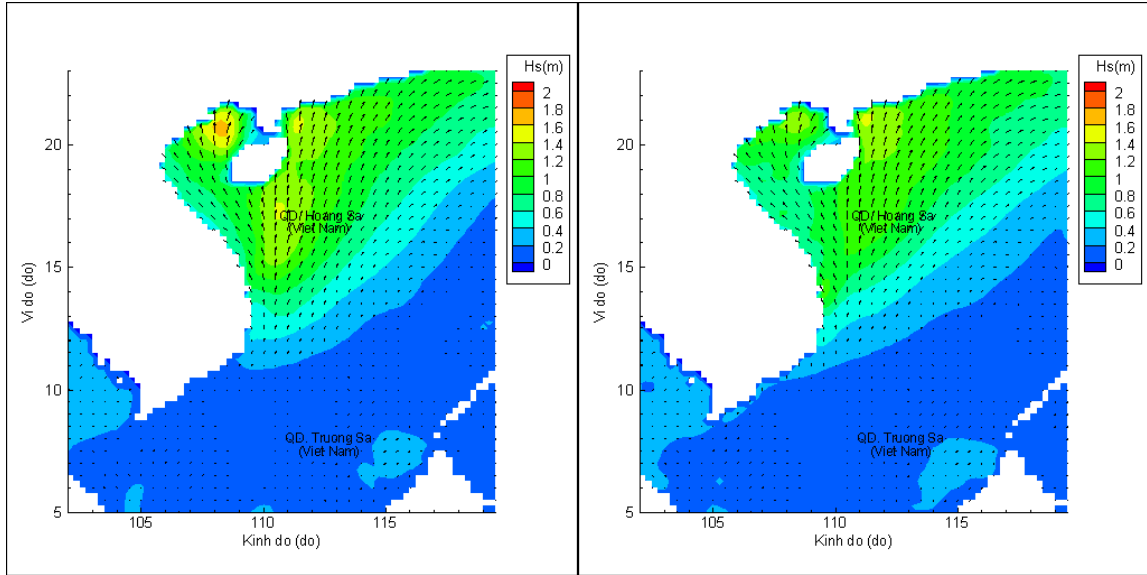 Hs(m)
2
1.8
1.6
1.4
1.2
1
0.8
0.6
0.4
0.2
0
20
15
10
5
Vi do (do)
QD/ Hoang Sa
(Viet Nam)
QD. Truong Sa
(Viet Nam)
105
110
115
Kinh do (do)
Hs(m)
2
1.8
1.6
1.4
1.2
1
0.8
0.6
0.4
0.2
0
20
15
10
5
Vi do (do)
QD/ Hoang Sa
(Viet Nam)
QD. Truong Sa
(Viet Nam)
105
110
115
Kinh do (do)